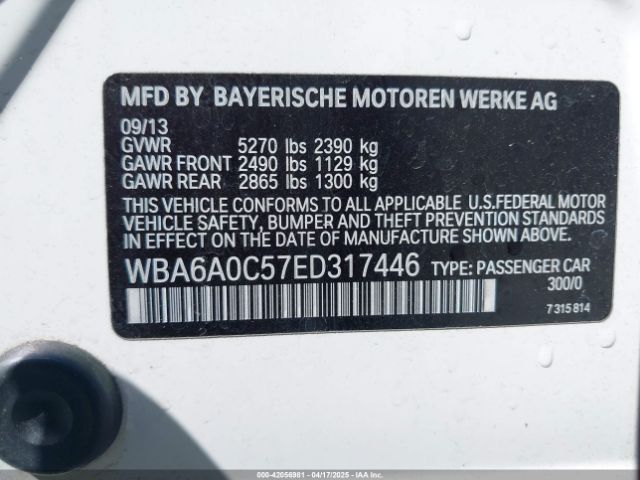 MFD BY BAYERISCHE MOTOREN WERKE AG
09/13
GVWR 5270 lbs 2390 kg
GAWR FRONT 2490 lbs 1129 kg
GAWR REAR 2865 lbs 1300 kg
THIS VEHICLE CONFORMS TO ALL APPLICABLE U.S.FEDERAL MOTOR
VEHICLE SAFETY, BUMPER AND THEFT PREVENTION STANDARDS
IN EFFECT ON THE DATE OF MANUFACTURE SHOWN ABOVE.
WBA6A0C57ED317446 TYPE: PASSENGER CAR
300/0
7 315 814
000-42056961 - 04/17/2025 - IAAI.COM